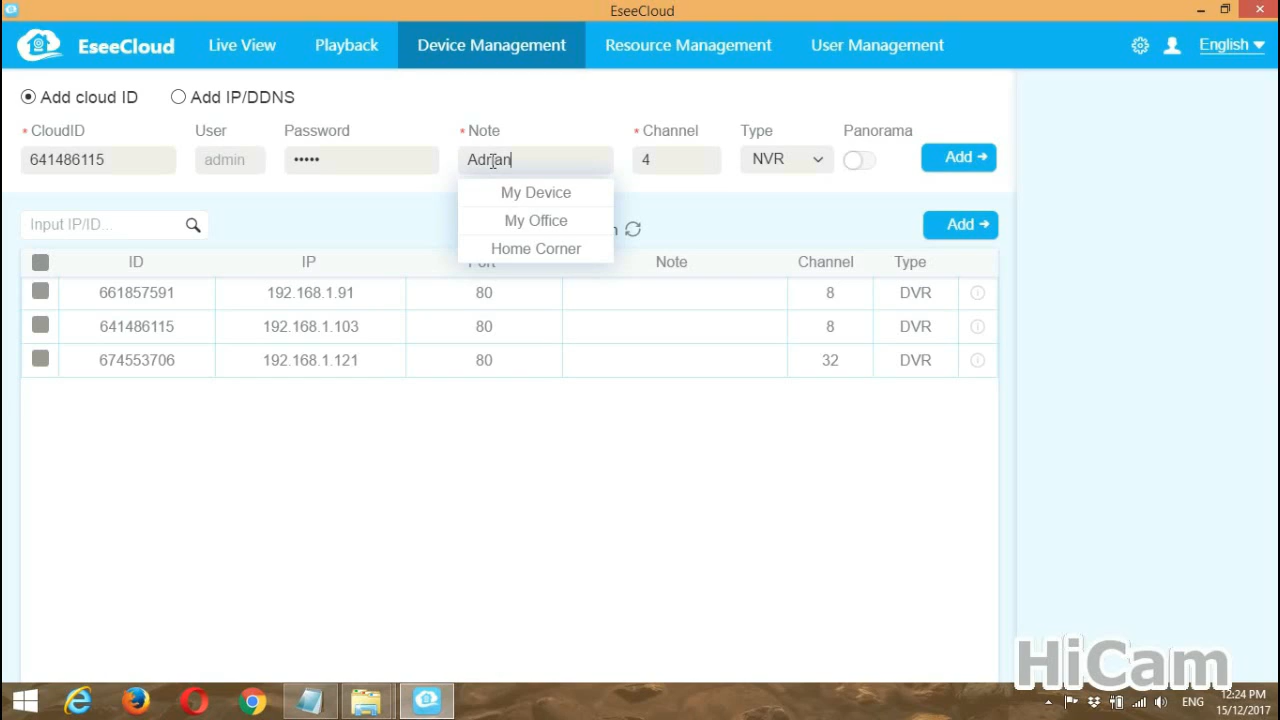 EseeCloud
EseeCloud Live View Playback Device Management Resource Management User Management English
Add cloud ID Add IP/DDNS
* CloudID User Password * Note * Channel Type Panorama
641486115 admin ••••• Adrian 4 NVR Add
My Device
My Office
Home Corner
Input IP/ID... Add
ID IP Port Note Channel Type
661857591 192.168.1.91 80 8 DVR
641486115 192.168.1.103 80 8 DVR
674553706 192.168.1.121 80 32 DVR
HiCam
ENG 12:24 PM
15/12/2017